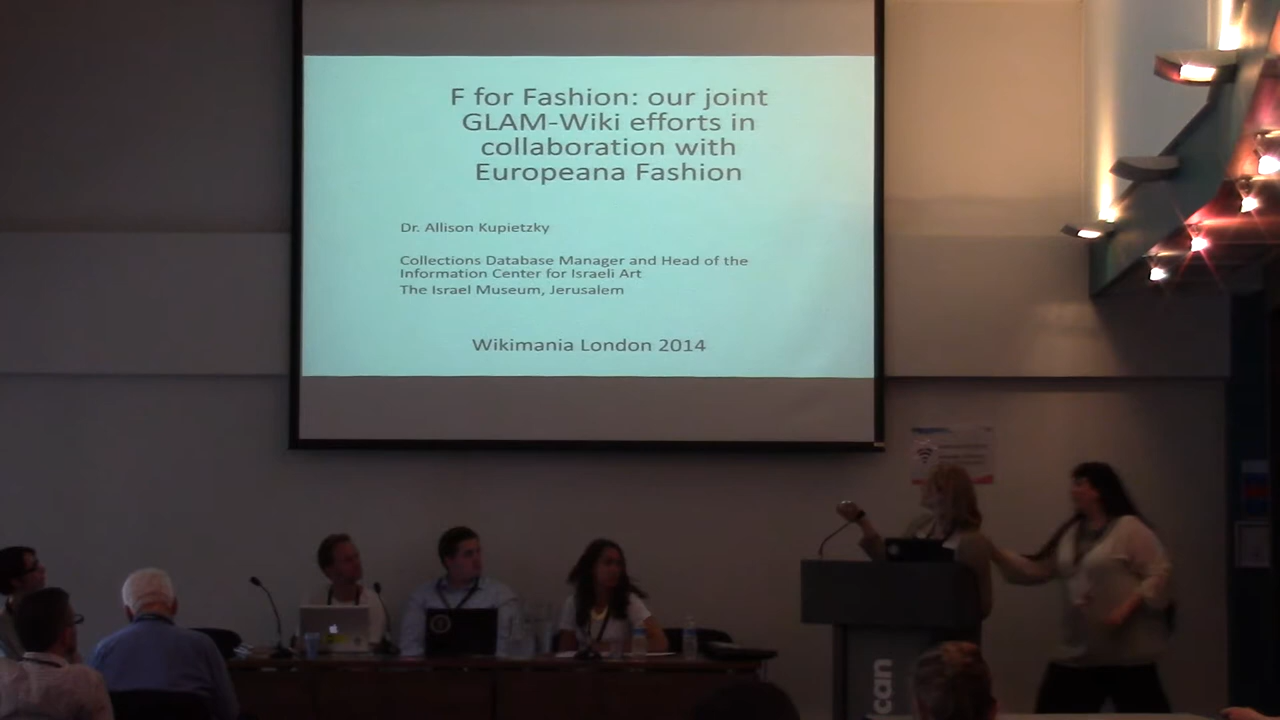 F for Fashion: our joint
GLAM-Wiki efforts in
collaboration with
Europeana Fashion
Dr. Allison Kupietzky
Collections Database Manager and Head of the
Information Center for Israeli Art
The Israel Museum, Jerusalem
Wikimania London 2014
can